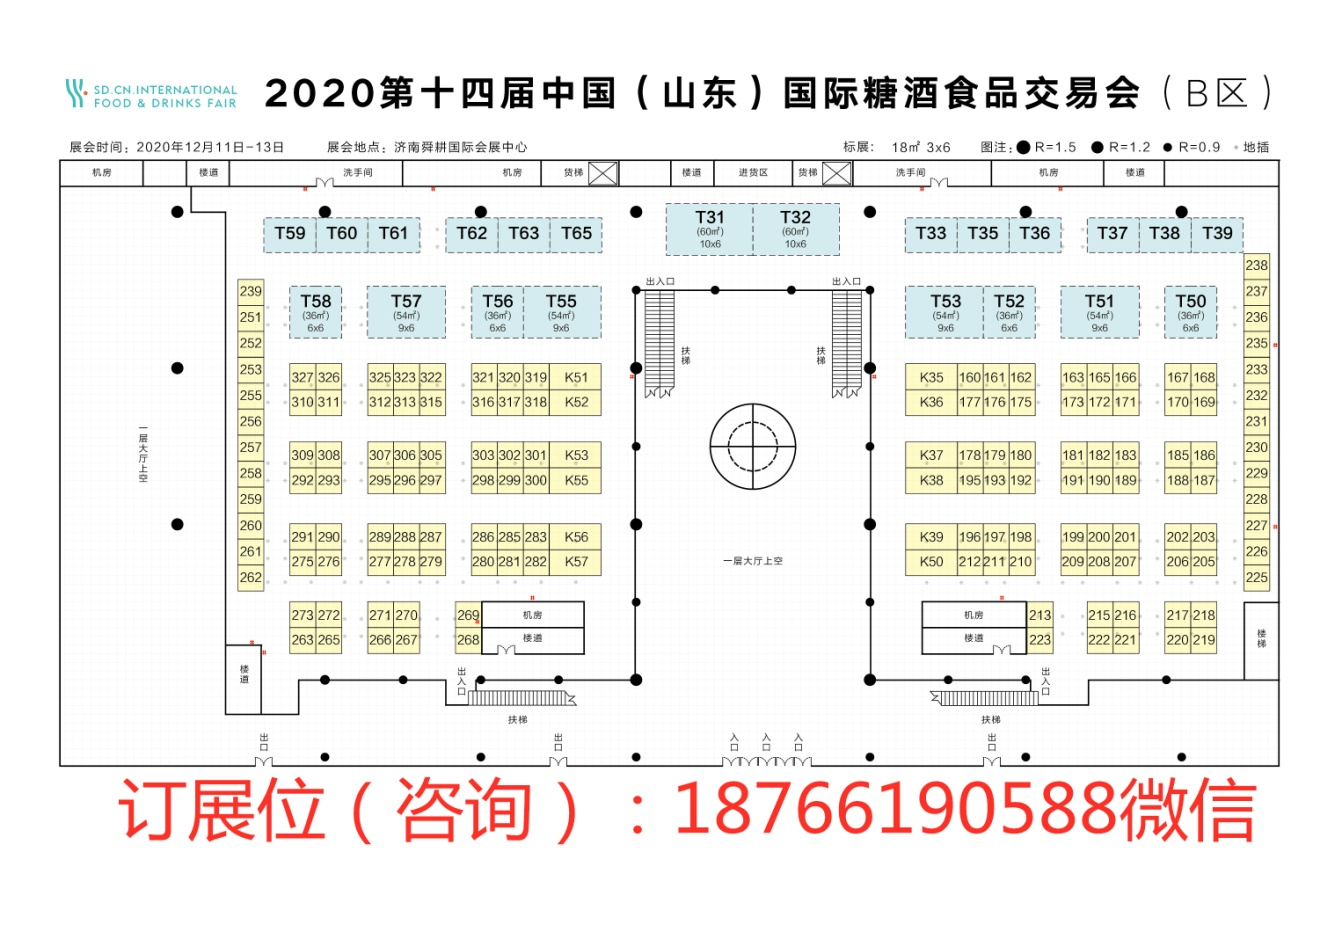 SD.CN.INTERNATIONAL
FOOD & DRINKS FAIR
2020第十四届中国（山东）国际糖酒食品交易会（B区）
展会时间：2020年12月11日-13日 展会地点：济南舜耕国际会展中心 标展： 18㎡ 3x6 图注： R=1.5 R=1.2 R=0.9 地插
机房 楼道 洗手间 机房 货梯 楼道 进货区 货梯 洗手间 机房 楼道
T59 T60 T61 T62 T63 T65 T31 T32 T33 T35 T36 T37 T38 T39
(60㎡) (60㎡)
10x6 10x6
238
239 237
T58 T57 T56 T55 出入口 出入口 T53 T52 T51 T50
(36㎡) (54㎡) (36㎡) (54㎡) (54㎡) (36㎡) (54㎡) (36㎡)
6x6 9x6 6x6 9x6 9x6 6x6 9x6 6x6
251 236
252 235
扶梯 扶梯
253 233
327 326 325 323 322 321 320 319 K51 K35 160 161 162 163 165 166 167 168
255 232
310 311 312 313 315 316 317 318 K52 K36 177 176 175 173 172 171 170 169
256 231
一层大厅上空
257 230
309 308 307 306 305 303 302 301 K53 K37 178 179 180 181 182 183 185 186
258 229
292 293 295 296 297 298 299 300 K55 K38 195 193 192 191 190 189 188 187
259 228
260 227
291 290 289 288 287 286 285 283 K56 K39 196 197 198 199 200 201 202 203
261 226
275 276 277 278 279 280 281 282 K57 一层大厅上空 K50 212 211 210 209 208 207 206 205
262 225
273 272 271 270 269 机房 机房 213 215 216 217 218
263 265 266 267 268 楼道 楼道 223 222 221 220 219
楼道 出入口 出入口 楼梯
扶梯 扶梯
出口 出口 入口 入口 入口 出口
订展位（咨询）：18766190588微信